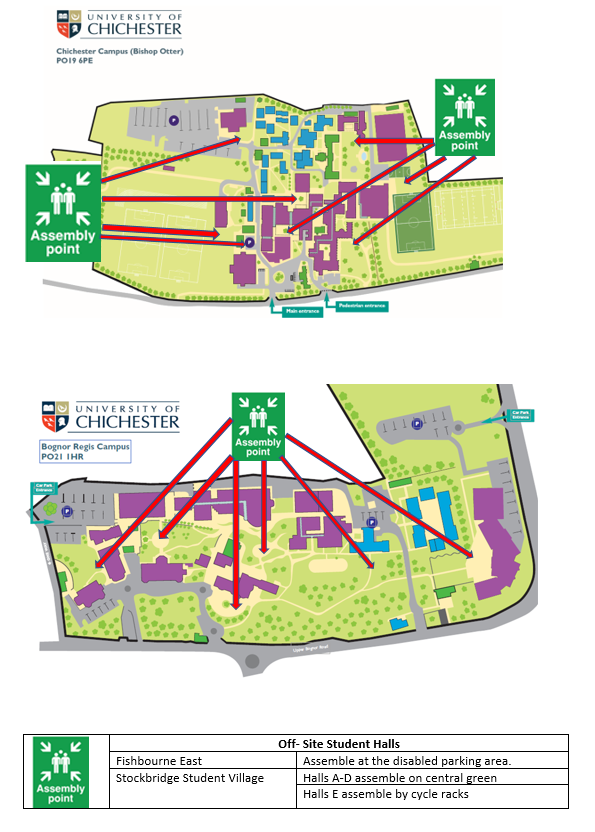 UNIVERSITY OF
CHICHESTER
Chichester Campus (Bishop Otter)
PO19 6PE
P
Assembly
point
Assembly
point
P
Main entrance
Pedestrian entrance
UNIVERSITY OF
CHICHESTER
Bognor Regis Campus
PO21 1HR
Assembly
point
Car Park
Entrance
P
Car Park
Entrance
P
P
Upper Bognor Road
Off- Site Student Halls
Fishbourne East
Assemble at the disabled parking area.
Stockbridge Student Village
Halls A-D assemble on central green
Halls E assemble by cycle racks
Assembly
point